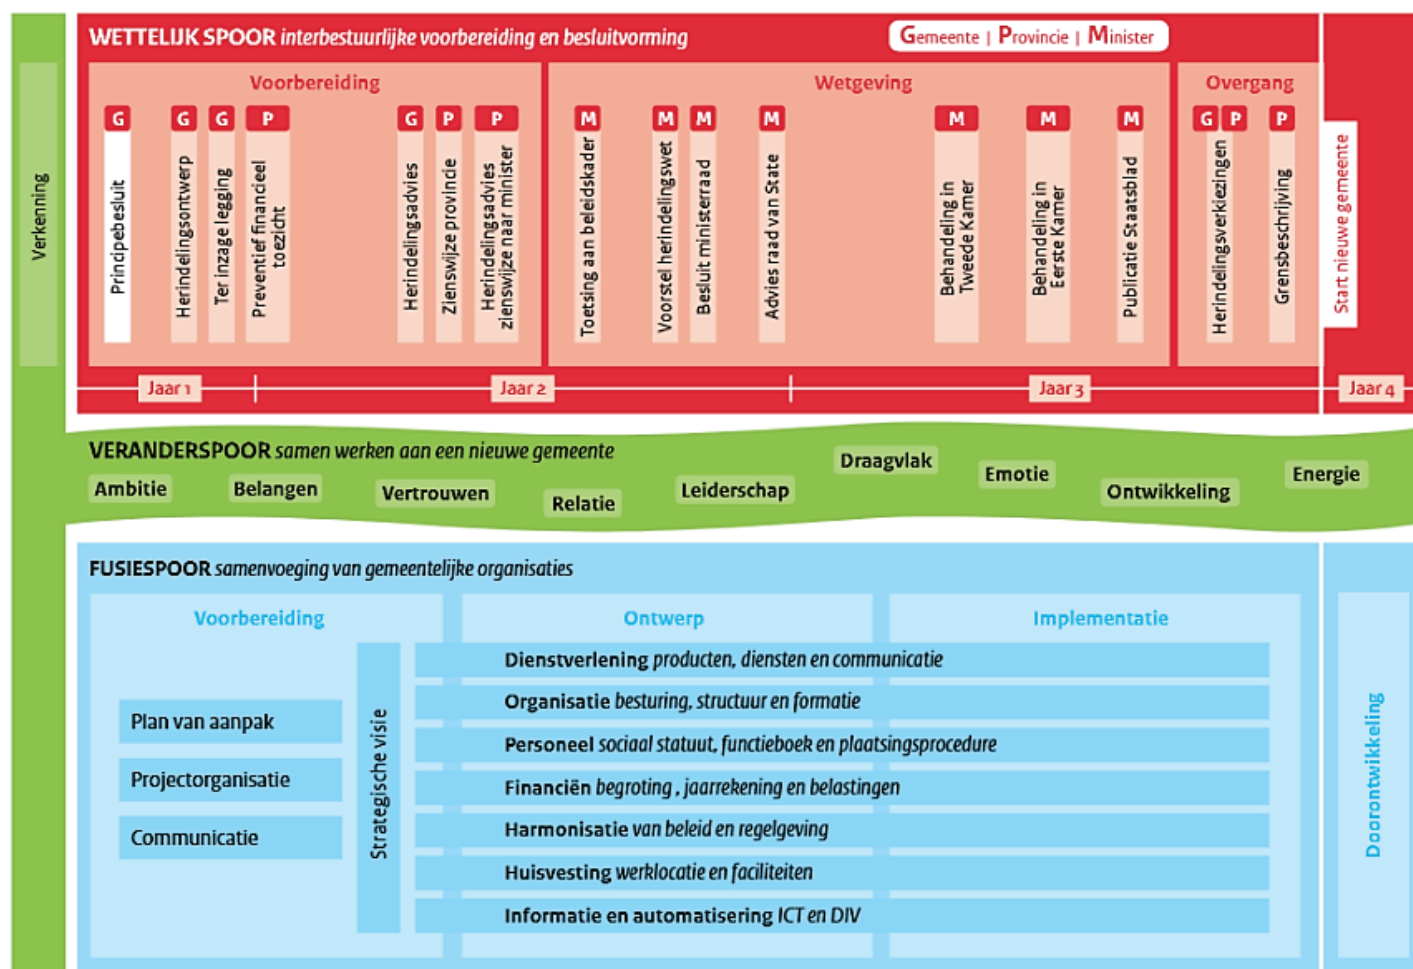 Verkenning
WETTELIJK SPOOR interbestuurlijke voorbereiding en besluitvorming
Gemeente | Provincie | Minister
Voorbereiding
G
Principebesluit
G
Herindelingsontwerp
G
Ter inzage legging
P
Preventief financieel
toezicht
G
Herindelingsadvies
P
Zienswijze provincie
P
Herindelingsadvies
zienswijze naar minister
Wetgeving
M
Toetsing aan beleidskader
M
Voorstel herindelingswet
M
Besluit ministerraad
M
Advies raad van State
M
Behandeling in
Tweede Kamer
M
Behandeling in
Eerste Kamer
M
Publicatie Staatsblad
Overgang
G P
Herindelingsverkiezingen
P
Grensbeschrijving
Start nieuwe gemeente
Jaar 1
Jaar 2
Jaar 3
Jaar 4
VERANDERSPOOR samen werken aan een nieuwe gemeente
Ambitie
Belangen
Vertrouwen
Relatie
Leiderschap
Draagvlak
Emotie
Ontwikkeling
Energie
FUSIESPOOR samenvoeging van gemeentelijke organisaties
Voorbereiding
Plan van aanpak
Projectorganisatie
Communicatie
Strategische visie
Ontwerp
Implementatie
Dienstverlening producten, diensten en communicatie
Organisatie besturing, structuur en formatie
Personeel sociaal statuut, functieboek en plaatsingsprocedure
Financiën begroting , jaarrekening en belastingen
Harmonisatie van beleid en regelgeving
Huisvesting werklocatie en faciliteiten
Informatie en automatisering ICT en DIV
Doorontwikkeling